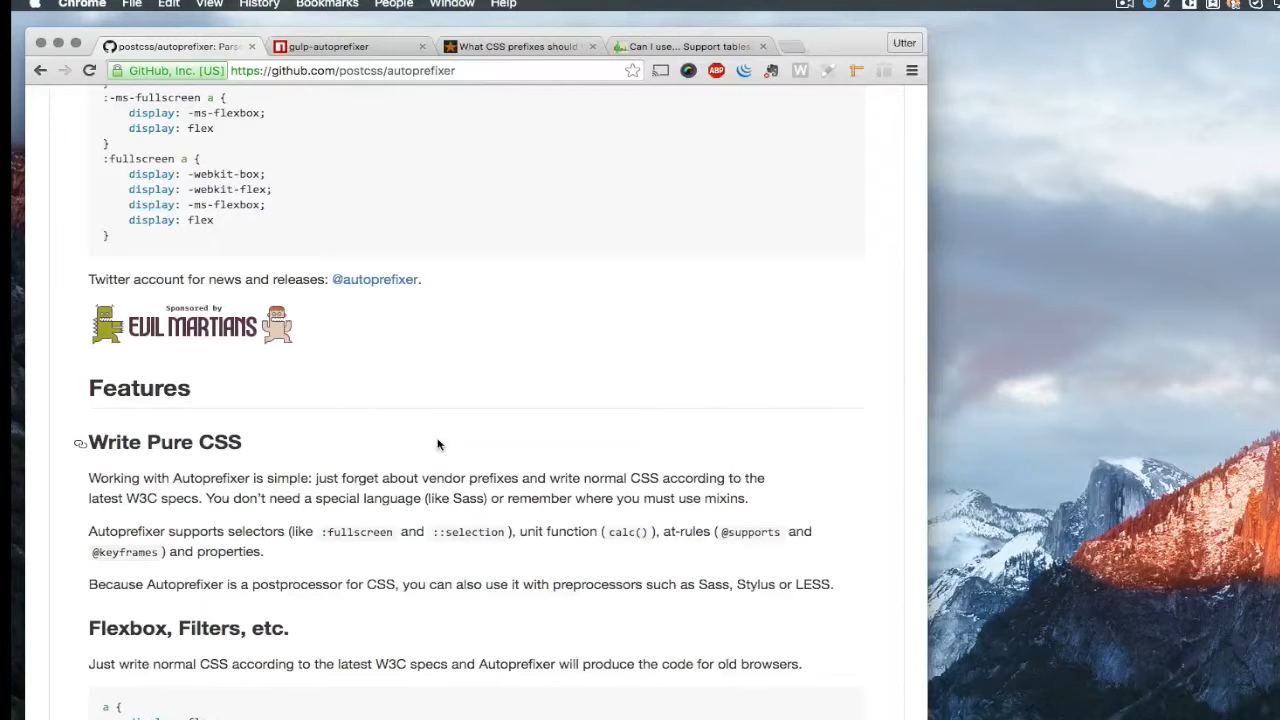 Chrome File Edit View History Bookmarks People Window Help 2
postcss/autoprefixer: Parse gulp-autoprefixer What CSS prefixes should Can I use... Support tables Utter
GitHub, Inc. [US] https://github.com/postcss/autoprefixer ABP W
}
:-ms-fullscreen a {
display: -ms-flexbox;
display: flex
}
:fullscreen a {
display: -webkit-box;
display: -webkit-flex;
display: -ms-flexbox;
display: flex
}
Twitter account for news and releases: @autoprefixer.
Sponsored by
EVIL MARTIANS
Features
Write Pure CSS
Working with Autoprefixer is simple: just forget about vendor prefixes and write normal CSS according to the
latest W3C specs. You don't need a special language (like Sass) or remember where you must use mixins.
Autoprefixer supports selectors (like :fullscreen and ::selection), unit function (calc()), at-rules (@supports and
@keyframes) and properties.
Because Autoprefixer is a postprocessor for CSS, you can also use it with preprocessors such as Sass, Stylus or LESS.
Flexbox, Filters, etc.
Just write normal CSS according to the latest W3C specs and Autoprefixer will produce the code for old browsers.
a {
display: flex